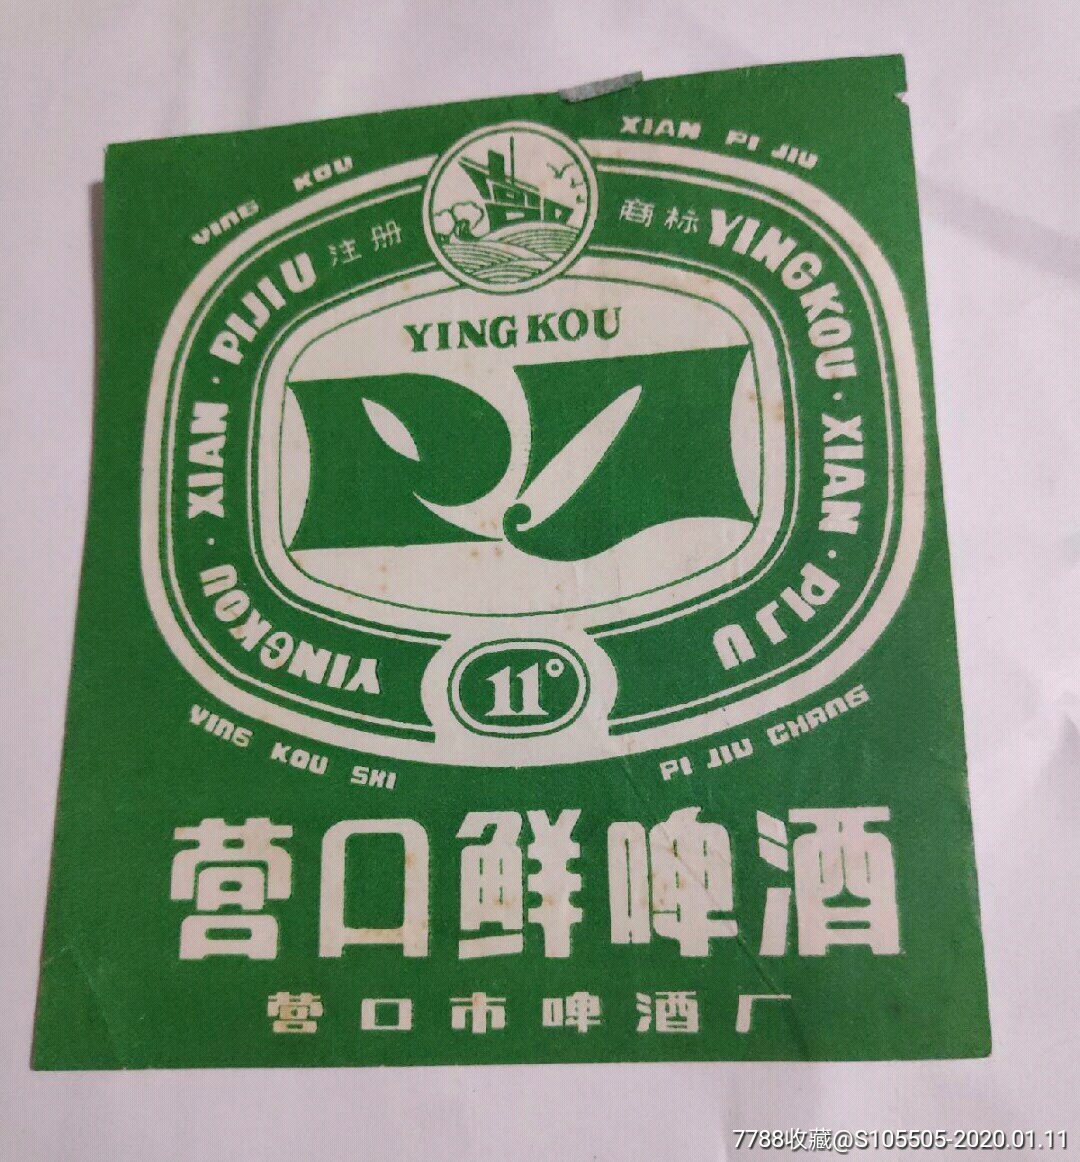 YING KOU
XIAN PI JIU
注册
商标
YINGKOU · XIAN · PIJIU
YINGKOU · XIAN · PIJIU
YINGKOU
11°
YING KOU SHI
PI JIU CHANG
营口鲜啤酒
营口市啤酒厂
7788收藏@S105505-2020.01.11